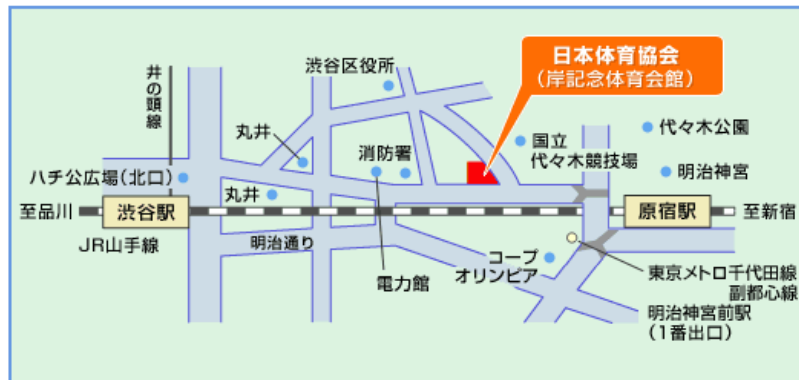 日本体育協会
(岸記念体育会館)
渋谷区役所
井の頭線
丸井
消防署
国立
代々木競技場
代々木公園
明治神宮
ハチ公広場(北口)
丸井
至品川
渋谷駅
原宿駅
至新宿
JR山手線
明治通り
電力館
コープ
オリンピア
東京メトロ千代田線
副都心線
明治神宮前駅
(1番出口)